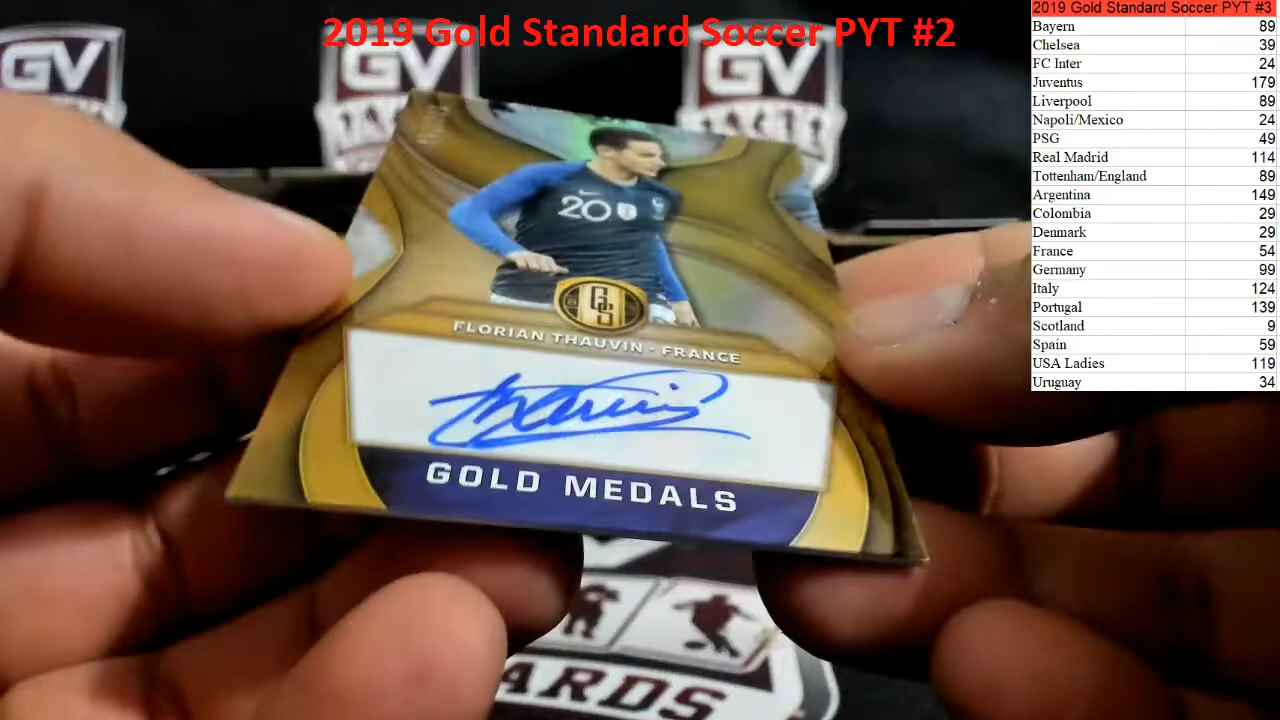 2019 Gold Standard Soccer PYT #2
GV
GV
GV
20
GS
FLORIAN THAUVIN · FRANCE
GOLD MEDALS
ARDS
2019 Gold Standard Soccer PYT #3
Bayern 89
Chelsea 39
FC Inter 24
Juventus 179
Liverpool 89
Napoli/Mexico 24
PSG 49
Real Madrid 114
Tottenham/England 89
Argentina 149
Colombia 29
Denmark 29
France 54
Germany 99
Italy 124
Portugal 139
Scotland 9
Spain 59
USA Ladies 119
Uruguay 34